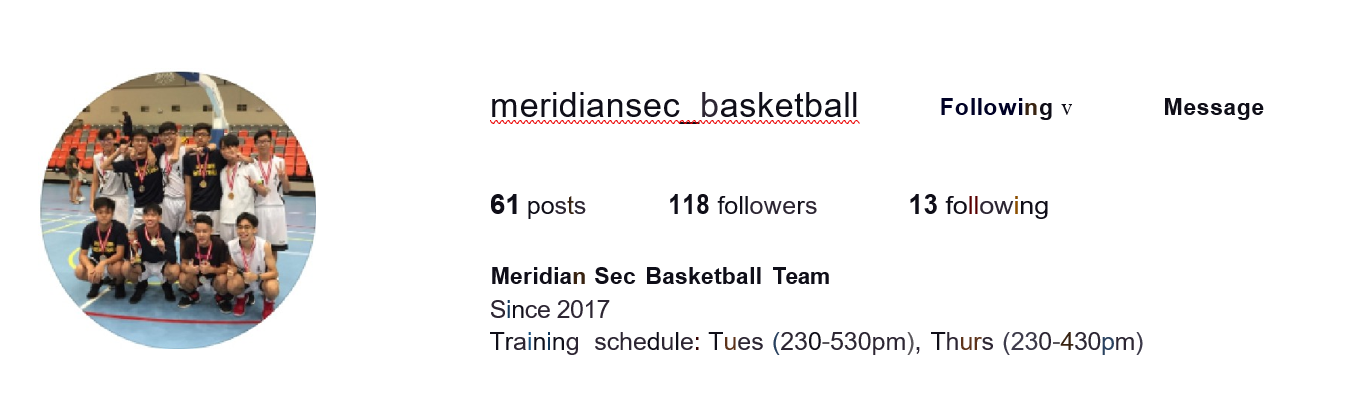 meridiansec_basketball Following v Message
61 posts 118 followers 13 following
Meridian Sec Basketball Team
Since 2017
Training schedule: Tues (230-530pm), Thurs (230-430pm)